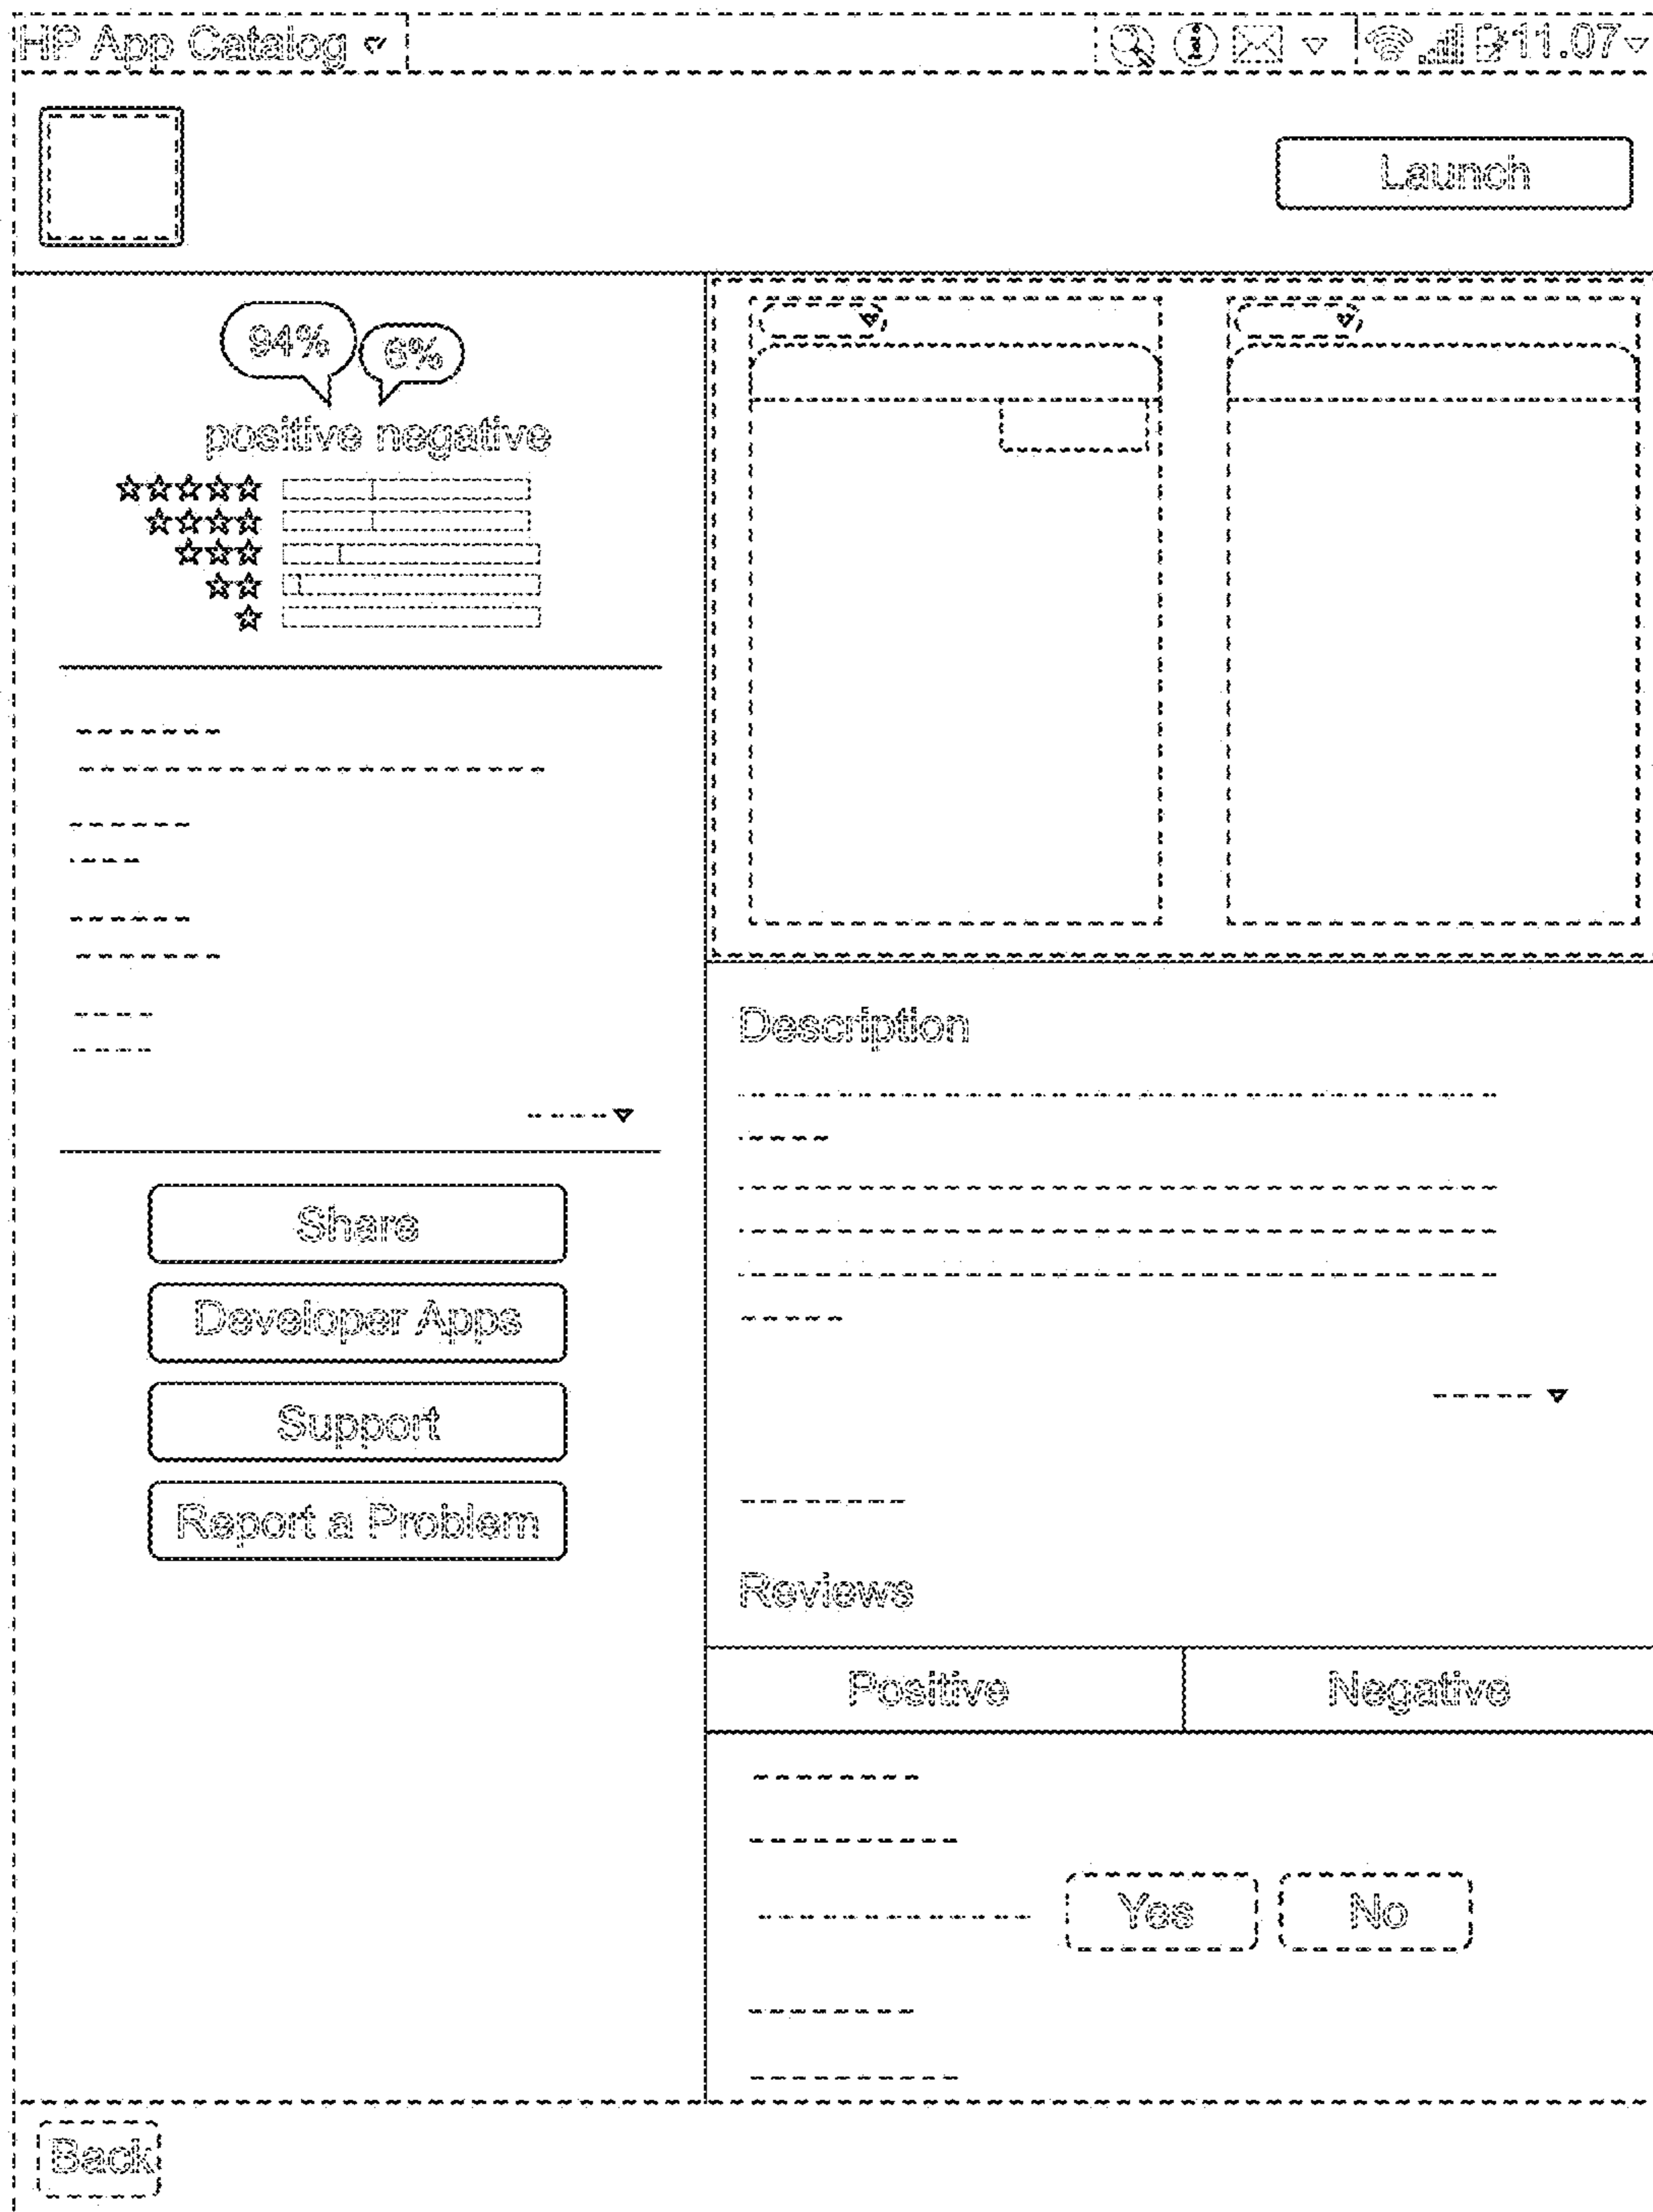 HP App Catalog
11.07
Launch
94%
6%
positive negative
Share
Developer Apps
Support
Report a Problem
Description
Reviews
Positive
Negative
Yes
No
Back